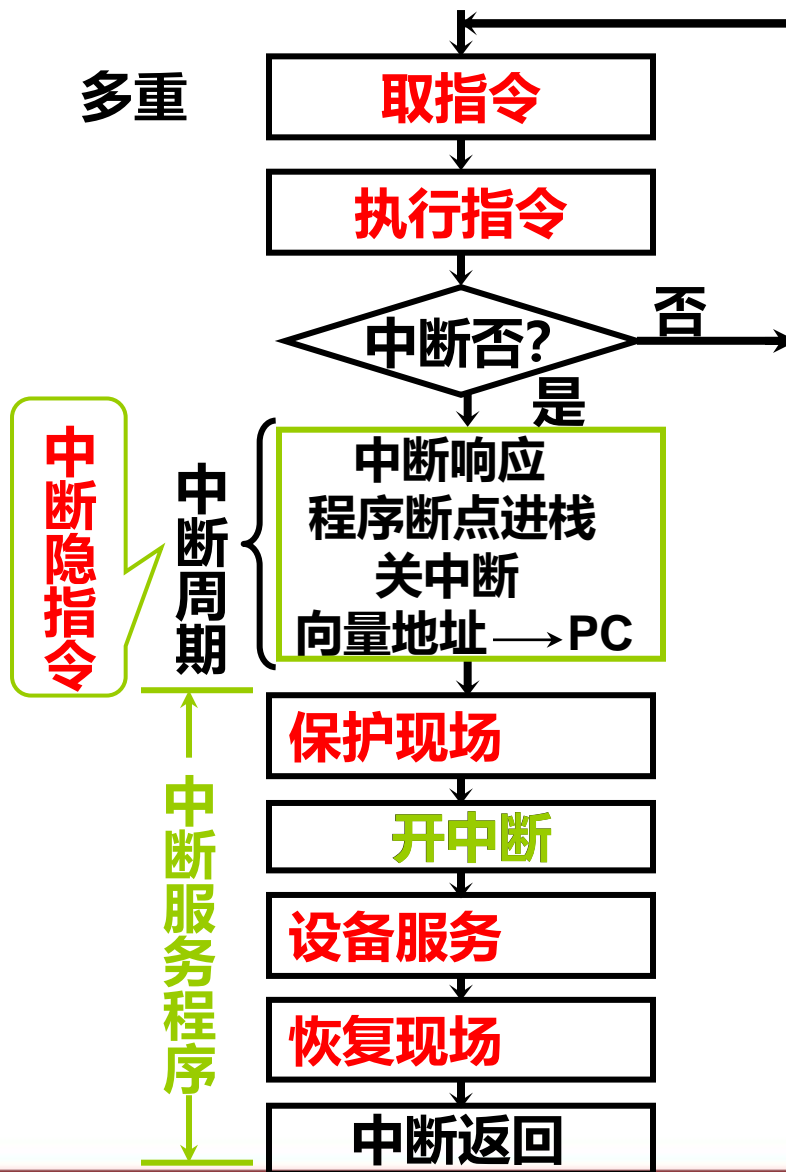 多重
取指令
执行指令
中断否?
否
是
中断隐指令
中断周期
中断响应
程序断点进栈
关中断
向量地址 → PC
中断服务程序
保护现场
开中断
设备服务
恢复现场
中断返回